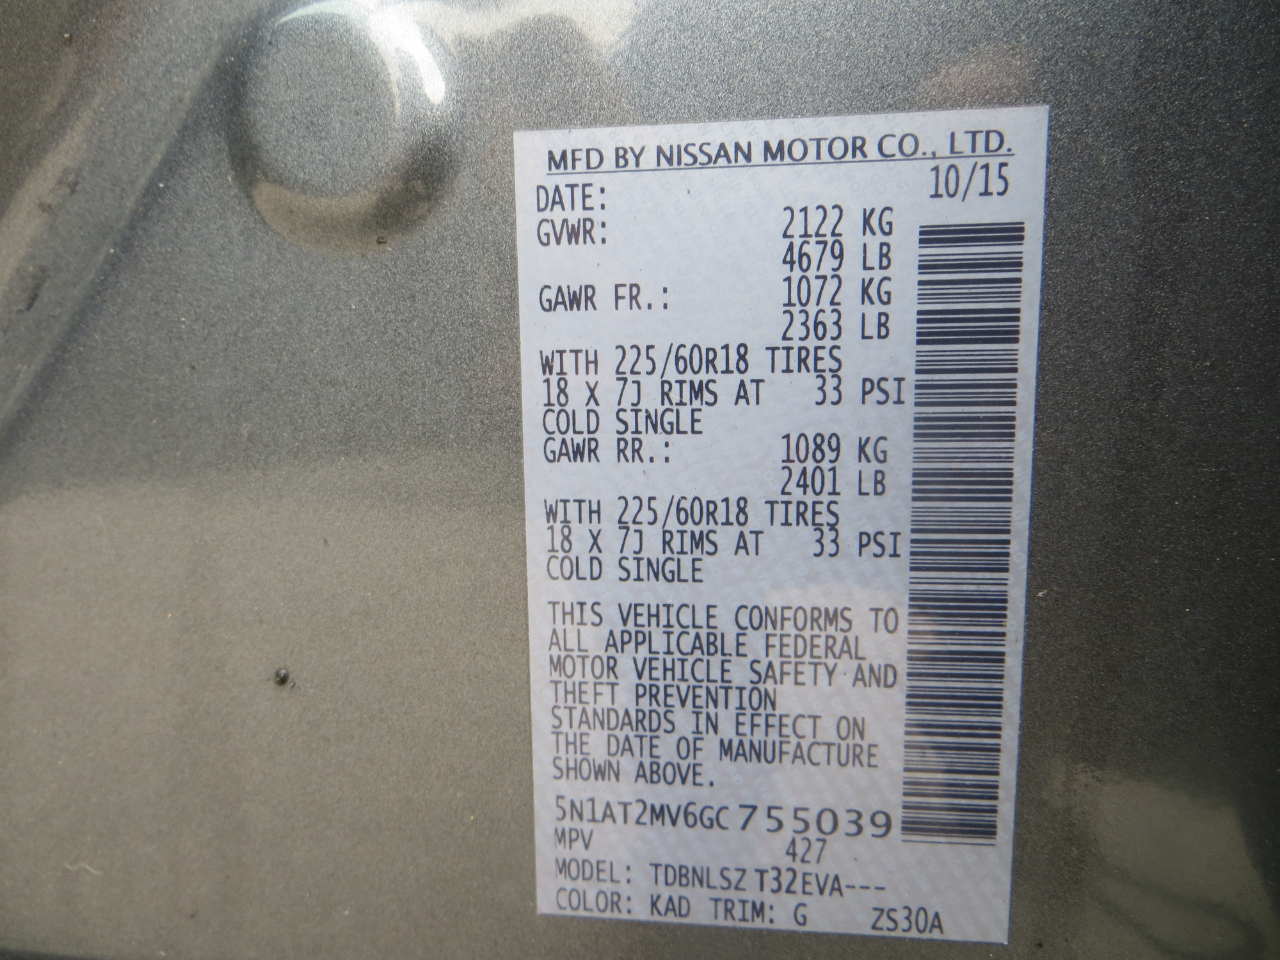 MFD BY NISSAN MOTOR CO., LTD.
DATE: 10/15
GVWR: 2122 KG
4679 LB
GAWR FR.: 1072 KG
2363 LB
WITH 225/60R18 TIRES
18 X 7J RIMS AT 33 PSI
COLD SINGLE
GAWR RR.: 1089 KG
2401 LB
WITH 225/60R18 TIRES
18 X 7J RIMS AT 33 PSI
COLD SINGLE
THIS VEHICLE CONFORMS TO
ALL APPLICABLE FEDERAL
MOTOR VEHICLE SAFETY AND
THEFT PREVENTION
STANDARDS IN EFFECT ON
THE DATE OF MANUFACTURE
SHOWN ABOVE.
5N1AT2MV6GC755039
MPV 427
MODEL: TDBNLSZ T32EVA---
COLOR: KAD TRIM: G ZS30A